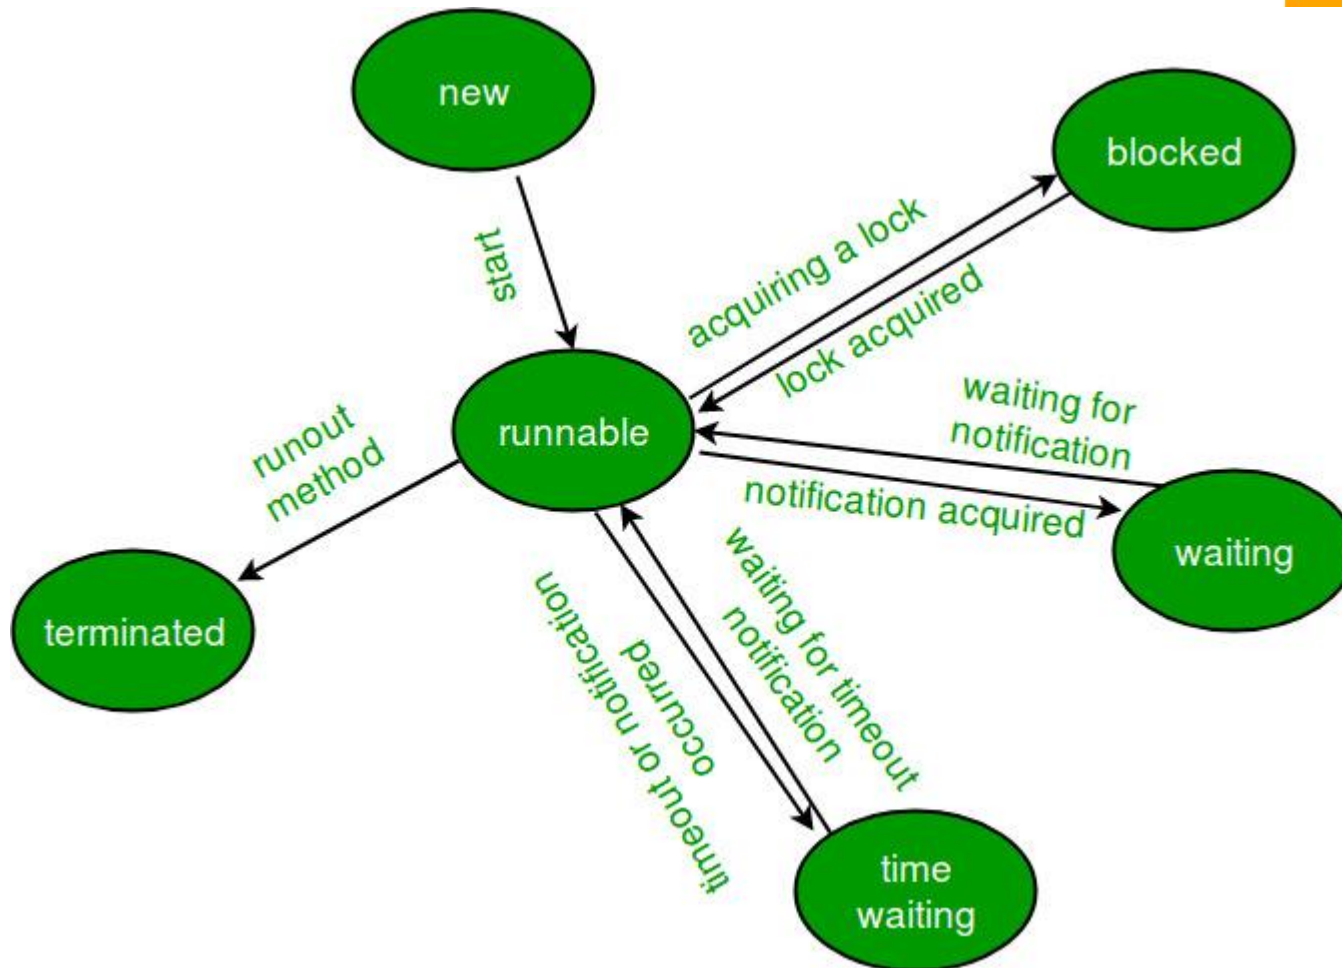 new
blocked
start
acquiring a lock
lock acquired
waiting for
notification
runnable
notification acquired
runout
method
waiting
terminated
waiting for timeout
notification
timeout or notification
occurred
time
waiting